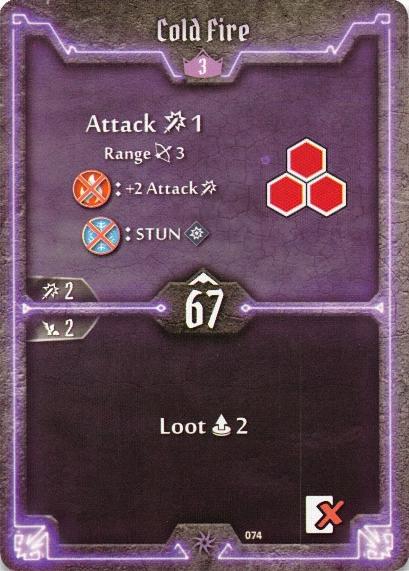 Cold Fire
3
Attack 1
Range 3
: +2 Attack
: STUN
2
67
2
Loot 2
074